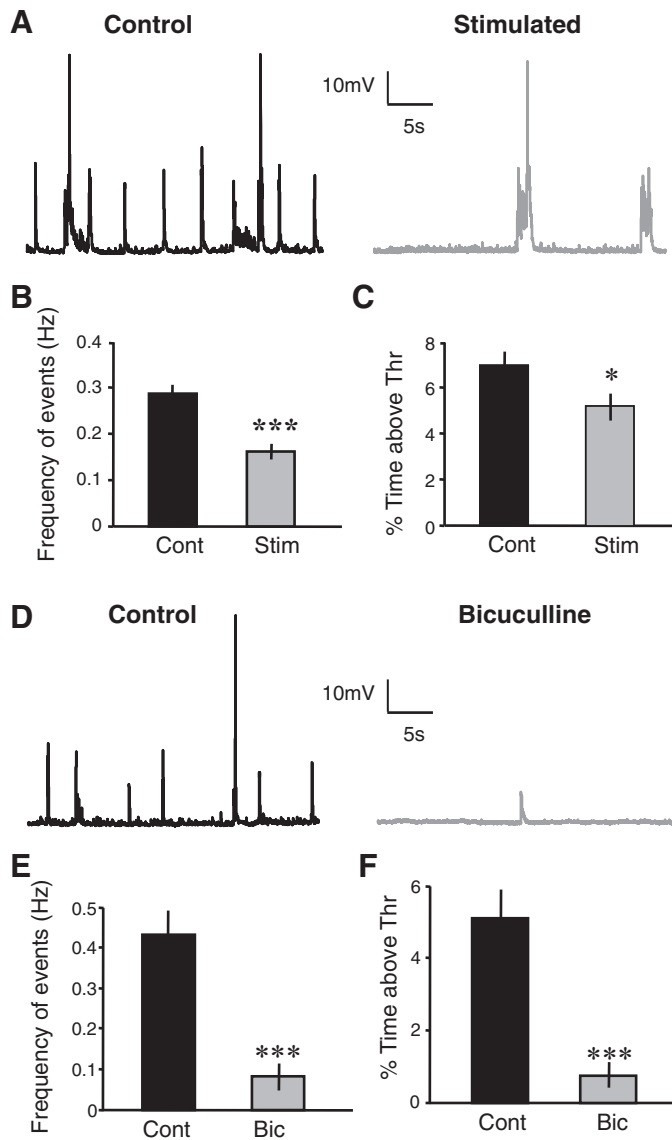 A
Control
Stimulated
10mV
5s
B
Frequency of events (Hz)
0.4
0.3
0.2
0.1
0
***
Cont
Stim
C
% Time above Thr
8
6
4
2
0
*
Cont
Stim
D
Control
Bicuculline
10mV
5s
E
Frequency of events (Hz)
0.5
0.4
0.3
0.2
0.1
0
***
Cont
Bic
F
% Time above Thr
6
4
2
0
***
Cont
Bic